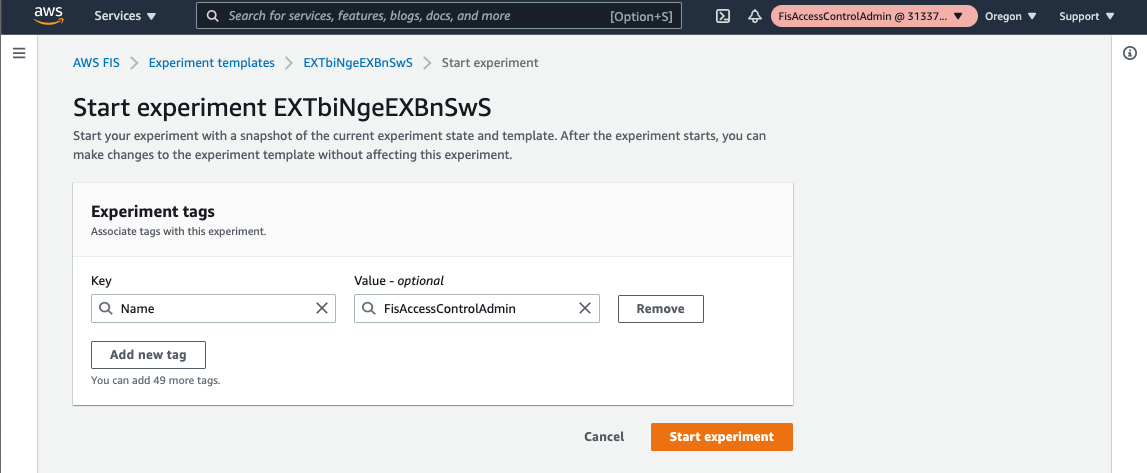 aws Services Search for services, features, blogs, docs, and more [Option+S] FisAccessControlAdmin @ 31337... Oregon Support
AWS FIS Experiment templates EXTbiNgeEXBnSwS Start experiment
Start experiment EXTbiNgeEXBnSwS
Start your experiment with a snapshot of the current experiment state and template. After the experiment starts, you can
make changes to the experiment template without affecting this experiment.
Experiment tags
Associate tags with this experiment.
Key Value - optional
Name FisAccessControlAdmin Remove
Add new tag
You can add 49 more tags.
Cancel Start experiment